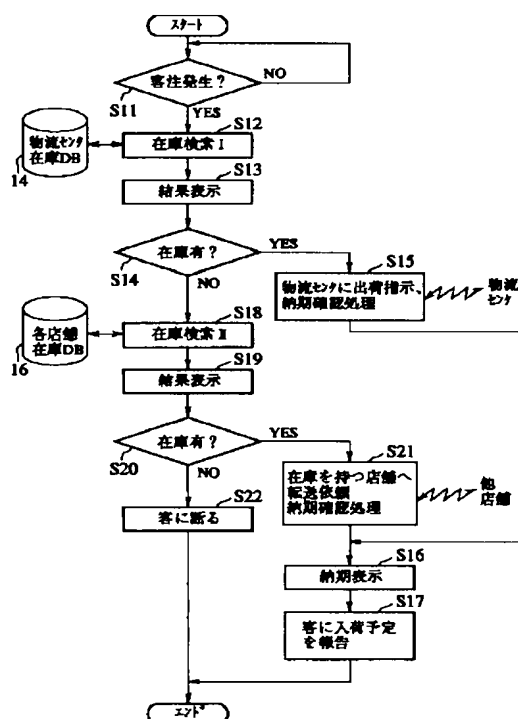 スタート
客注発生?
NO
S11
YES
S12
物流センタ
在庫DB
14
在庫検索 I
S13
結果表示
在庫有?
YES
S14
NO
S15
物流センタに出荷指示、
納期確認処理
物流
センタ
S18
各店舗
在庫DB
16
在庫検索 II
S19
結果表示
在庫有?
YES
S20
NO
S21
在庫を持つ店舗へ
転送依頼
納期確認処理
他
店舗
S22
客に断る
S16
納期表示
S17
客に入荷予定
を報告
エンド